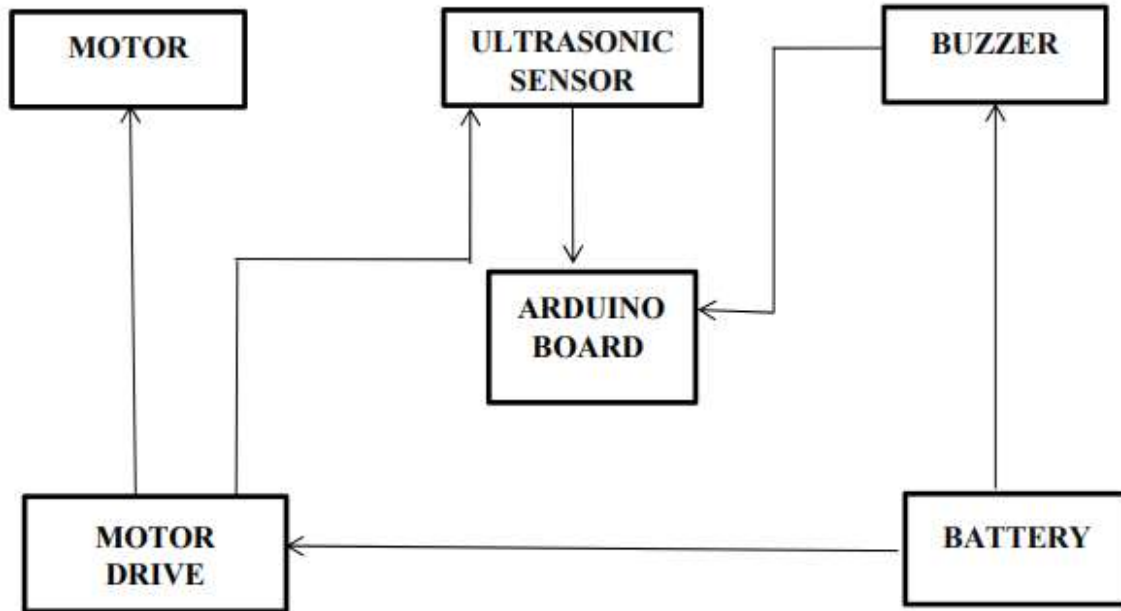 MOTOR
ULTRASONIC
SENSOR
BUZZER
ARDUINO
BOARD
MOTOR
DRIVE
BATTERY